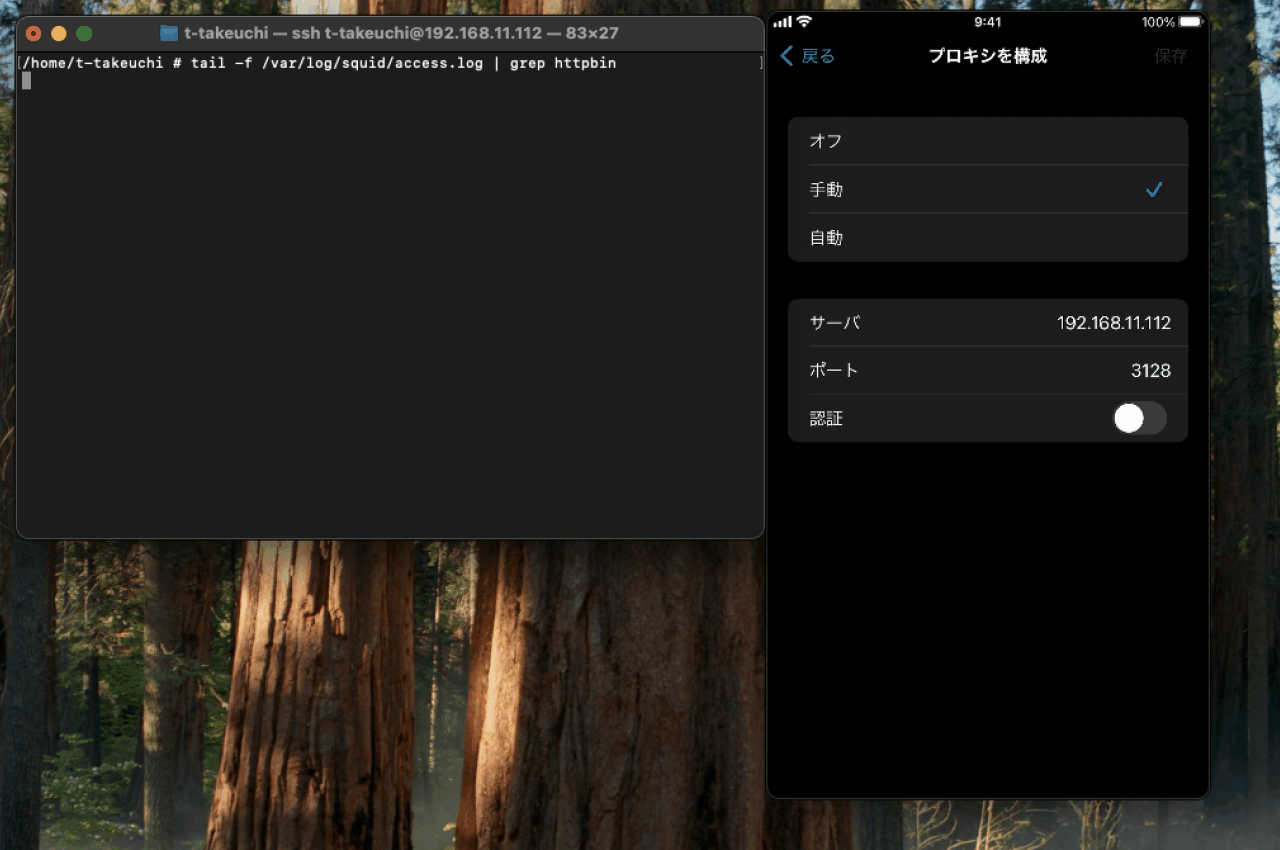 t-takeuchi — ssh t-takeuchi@192.168.11.112 — 83×27
[/home/t-takeuchi # tail -f /var/log/squid/access.log | grep httpbin ]
9:41
100%
戻る
プロキシを構成
保存
オフ
手動
自動
サーバ 192.168.11.112
ポート 3128
認証